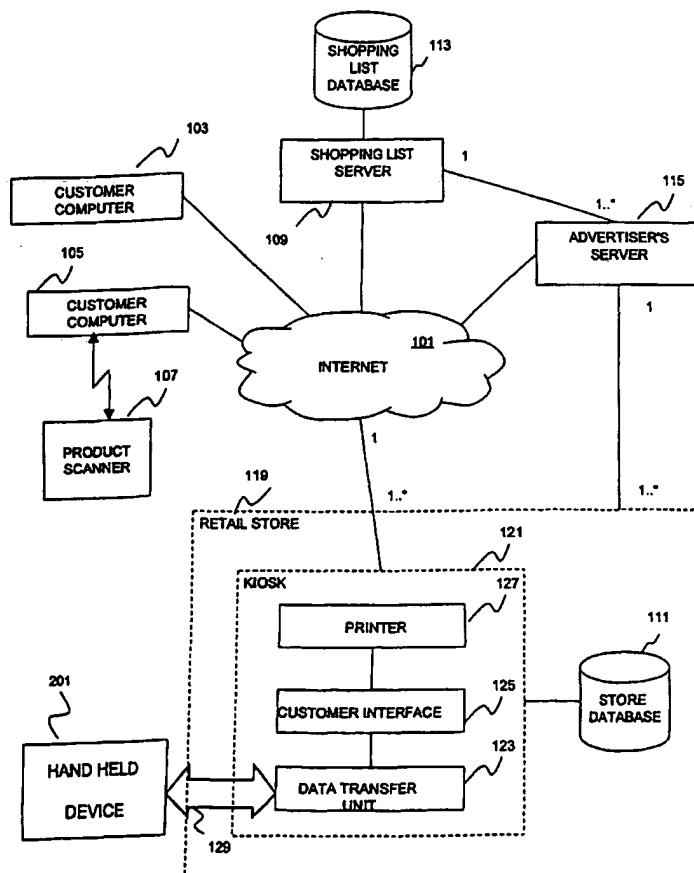 SHOPPING
LIST
DATABASE
113
103
SHOPPING LIST
SERVER
1
CUSTOMER
COMPUTER
109
1..*
115
ADVERTISER'S
SERVER
105
CUSTOMER
COMPUTER
101
INTERNET
1
107
PRODUCT
SCANNER
1
119
1..*
1..*
RETAIL STORE
121
KIOSK
127
PRINTER
111
201
125
CUSTOMER INTERFACE
STORE
DATABASE
HAND HELD
DEVICE
123
DATA TRANSFER
UNIT
129